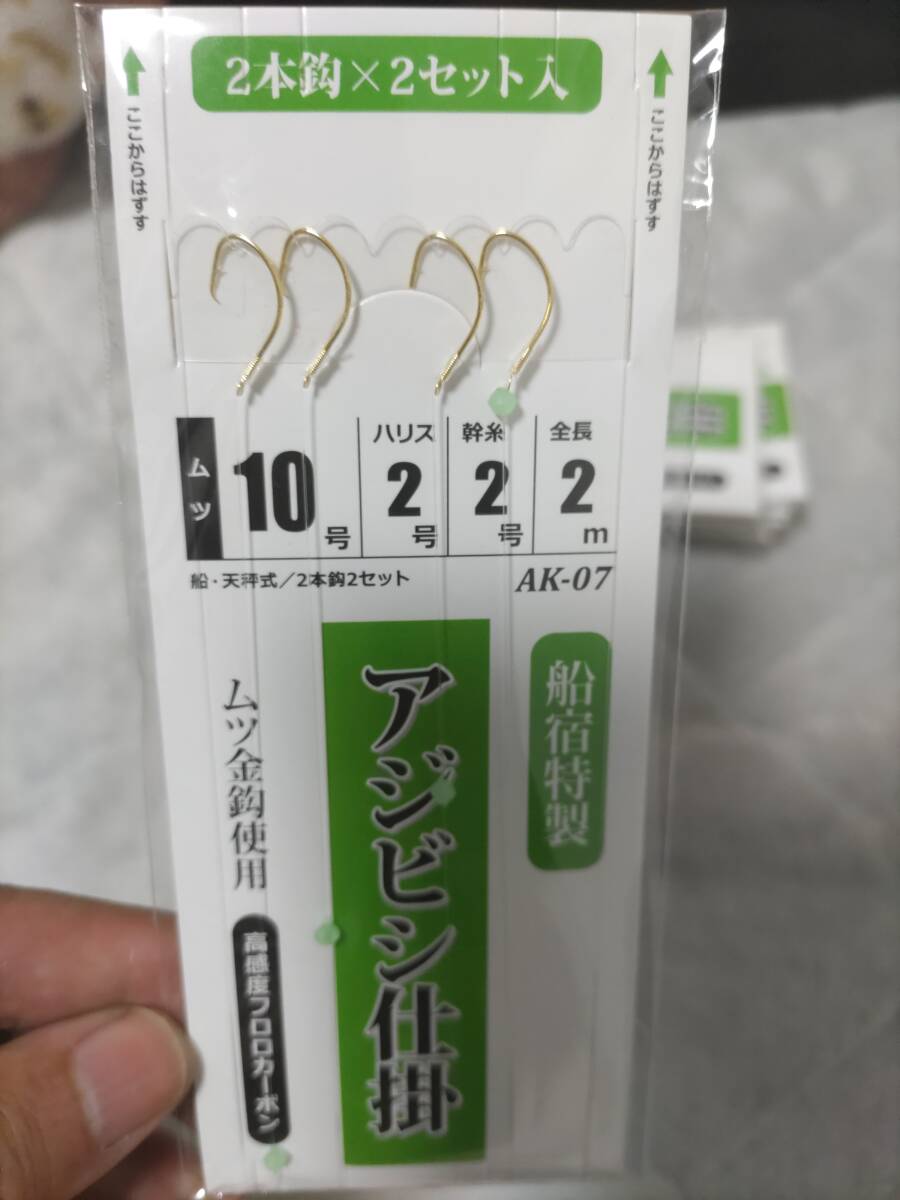 2本鈎×2セット入
ここからはずす
ここからはずす
ムツ
10号
ハリス
2号
幹糸
2号
全長
2m
船・天秤式/2本鈎2セット
AK-07
船宿特製
アジビシ仕掛
ムツ金鈎使用
高感度フロロカーボン